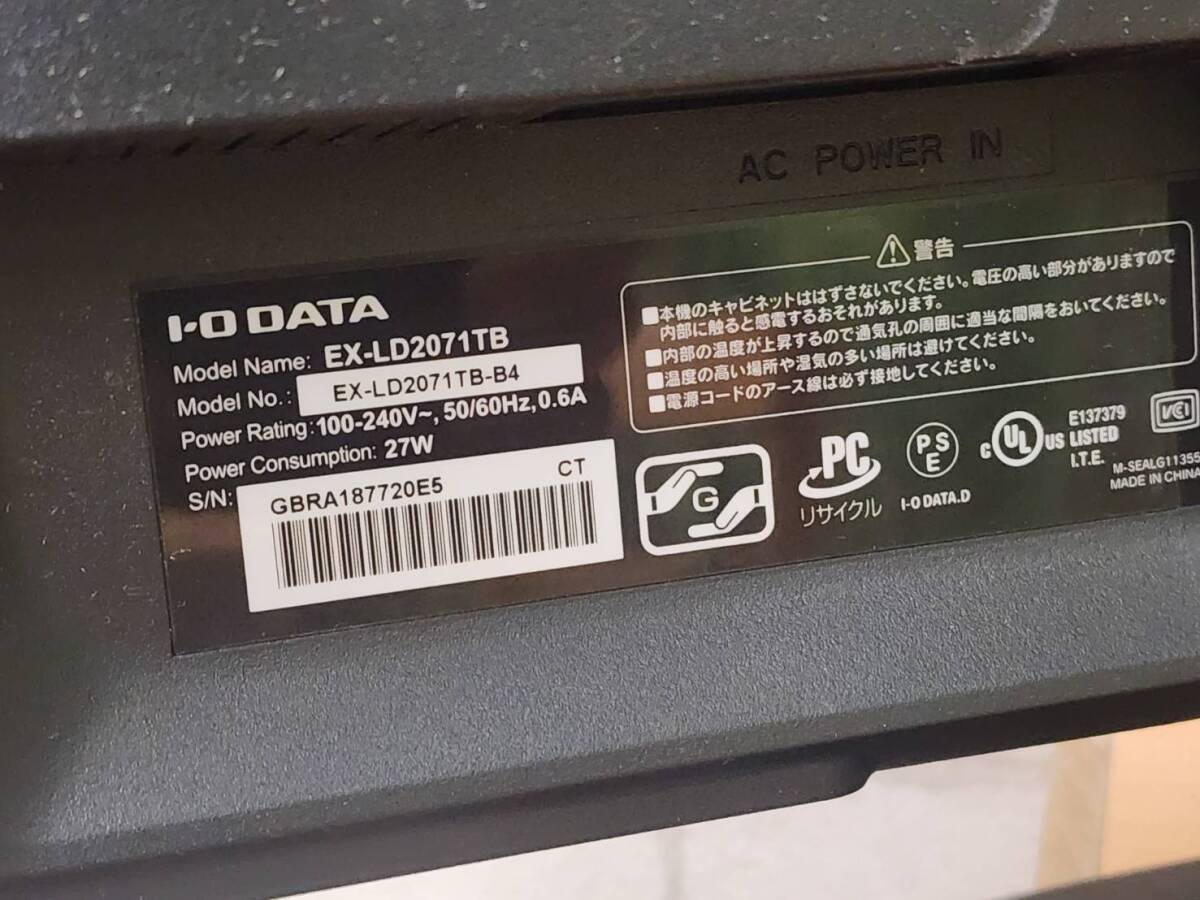 AC POWER IN
I-O DATA
Model Name: EX-LD2071TB
Model No.: EX-LD2071TB-B4
Power Rating: 100-240V~, 50/60Hz, 0.6A
Power Consumption: 27W
S/N: GBRA187720E5 CT
警告
■本機のキャビネットははずさないでください。電圧の高い部分がありますので
内部に触ると感電するおそれがあります。
■内部の温度が上昇するので通気孔の周囲に適当な間隔をおいてください。
■温度の高い場所や湿気の多い場所は避けてください。
■電源コードのアース線は必ず接地してください。
G
PC
リサイクル
PS
E
I-O DATA.D
c UL US
E137379
LISTED
I.T.E.
VCI
M-SEALG11355
MADE IN CHINA